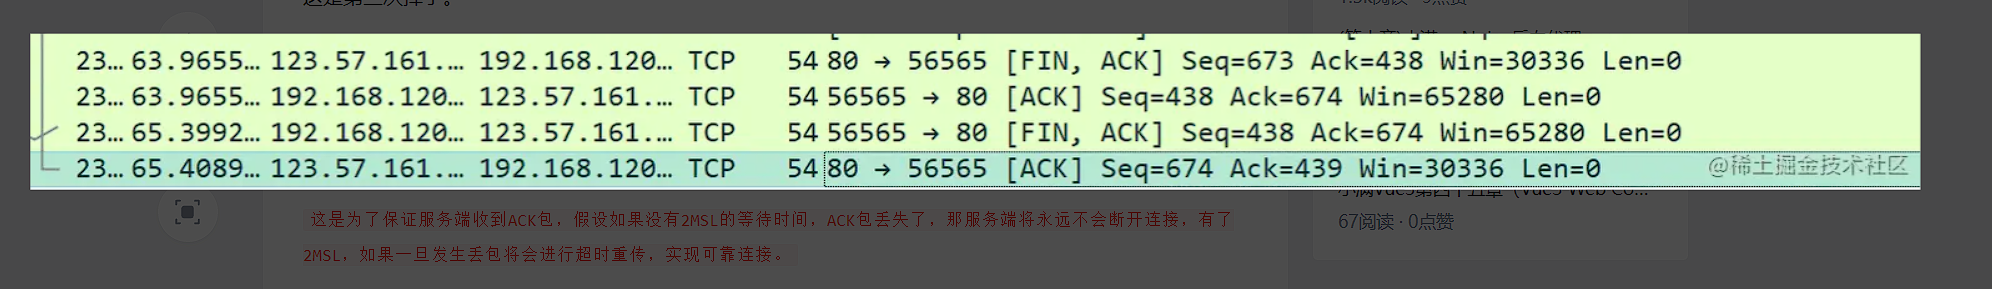 23… 63.9655… 123.57.161.… 192.168.120… TCP 54 80 → 56565 [FIN, ACK] Seq=673 Ack=438 Win=30336 Len=0
23… 63.9655… 192.168.120… 123.57.161.… TCP 54 56565 → 80 [ACK] Seq=438 Ack=674 Win=65280 Len=0
23… 65.3992… 192.168.120… 123.57.161.… TCP 54 56565 → 80 [FIN, ACK] Seq=438 Ack=674 Win=65280 Len=0
23… 65.4089… 123.57.161.… 192.168.120… TCP 54 80 → 56565 [ACK] Seq=674 Ack=439 Win=30336 Len=0
@稀土掘金技术社区
这是为了保证服务端收到ACK包，假设如果没有2MSL的等待时间，ACK包丢失了，那服务端将永远不会断开连接，有了
2MSL，如果一旦发生丢包将会进行超时重传，实现可靠连接。
67阅读 · 0点赞